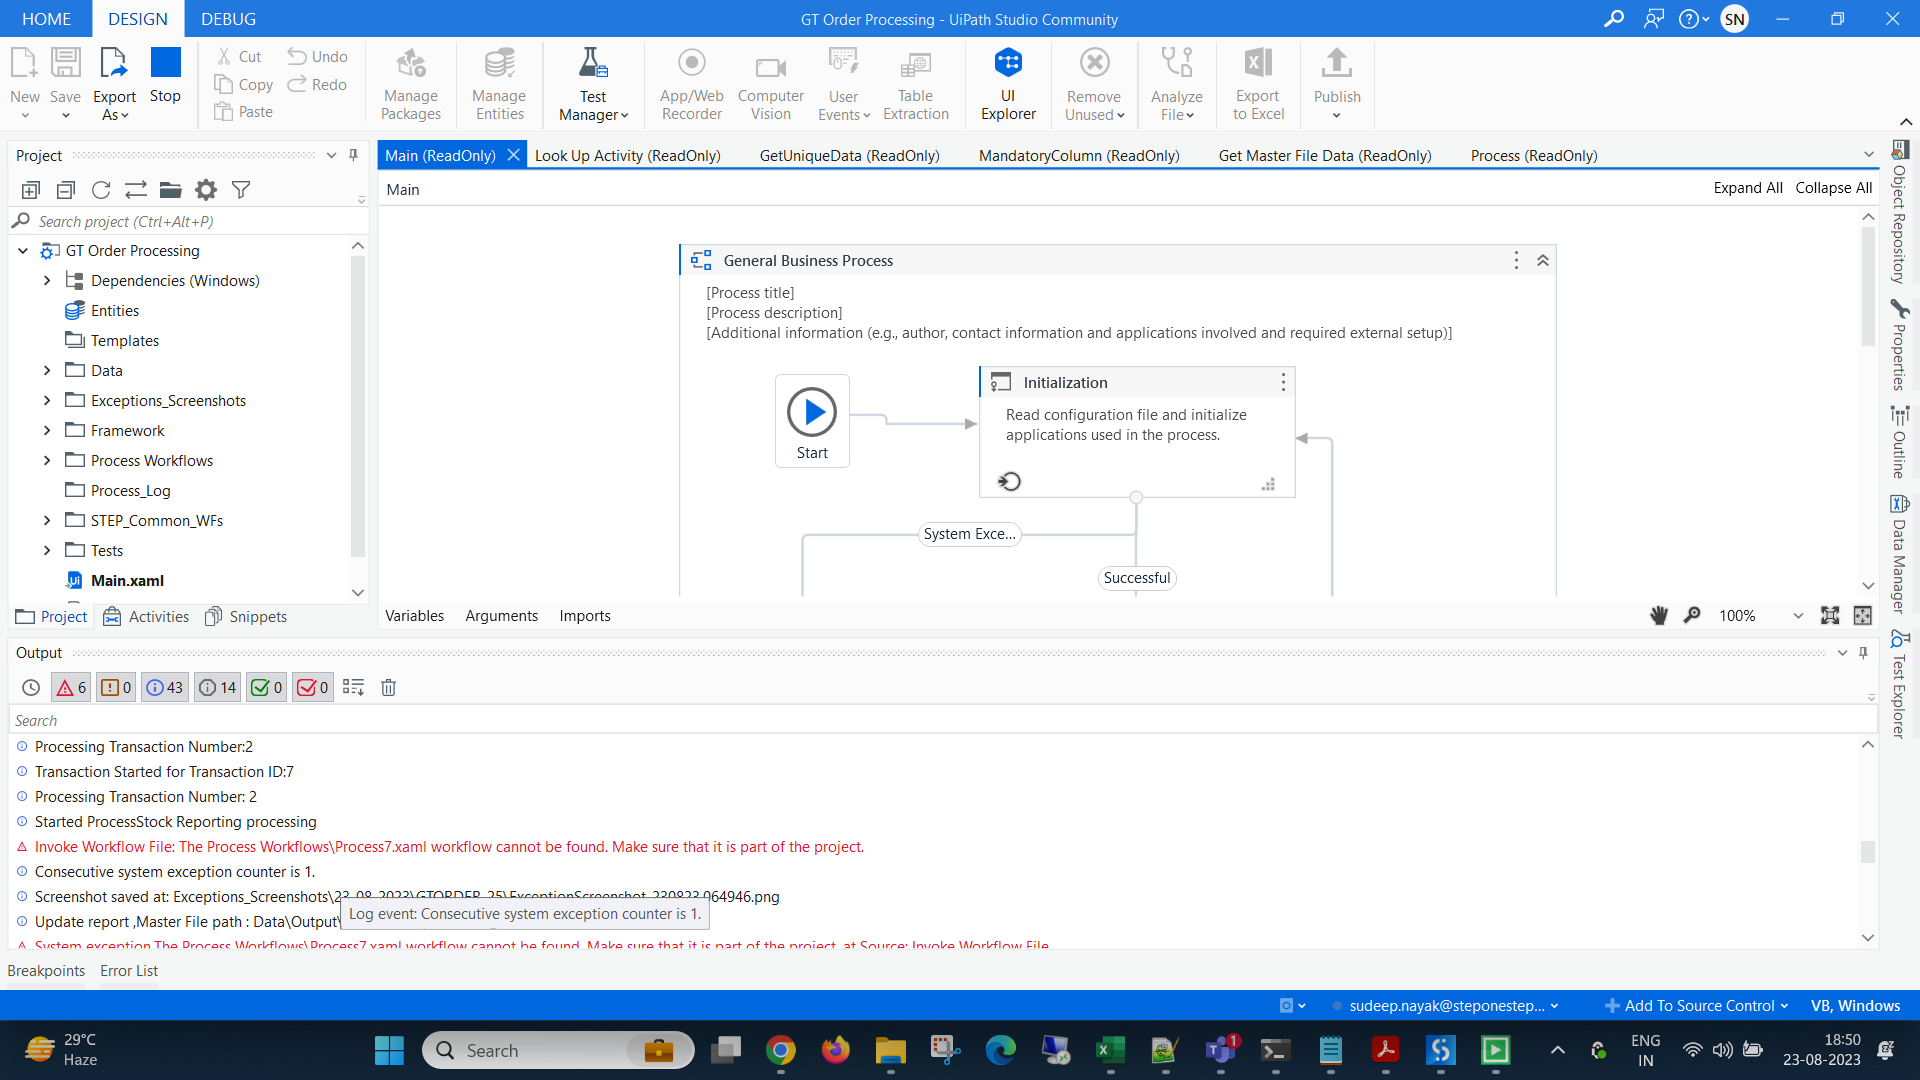 HOME
DESIGN
DEBUG
GT Order Processing - UiPath Studio Community
SN
New
Save
Export As
Stop
Cut
Copy
Paste
Undo
Redo
Manage Packages
Manage Entities
Test Manager
App/Web Recorder
Computer Vision
User Events
Table Extraction
UI Explorer
Remove Unused
Analyze File
Export to Excel
Publish
Project
Search project (Ctrl+Alt+P)
GT Order Processing
Dependencies (Windows)
Entities
Templates
Data
Exceptions_Screenshots
Framework
Process Workflows
Process_Log
STEP_Common_WFs
Tests
Main.xaml
Project
Activities
Snippets
Main (ReadOnly)
Look Up Activity (ReadOnly)
GetUniqueData (ReadOnly)
MandatoryColumn (ReadOnly)
Get Master File Data (ReadOnly)
Process (ReadOnly)
Main
Expand All
Collapse All
General Business Process
[Process title]
[Process description]
[Additional information (e.g., author, contact information and applications involved and required external setup)]
Start
Initialization
Read configuration file and initialize
applications used in the process.
System Exce...
Successful
Variables
Arguments
Imports
100%
Object Repository
Properties
Outline
Data Manager
Test Explorer
Output
6
0
43
14
0
0
Search
Processing Transaction Number:2
Transaction Started for Transaction ID:7
Processing Transaction Number: 2
Started ProcessStock Reporting processing
Invoke Workflow File: The Process Workflows\Process7.xaml workflow cannot be found. Make sure that it is part of the project.
Consecutive system exception counter is 1.
Screenshot saved at: Exceptions_Screenshots\23_08_2023\GTORDER_25\ExceptionScreenshot_230823.064946.png
Log event: Consecutive system exception counter is 1.
Update report ,Master File path : Data\Output\
System exception.The Process Workflows\Process7.xaml workflow cannot be found. Make sure that it is part of the project. at Source: Invoke Workflow File
Breakpoints
Error List
sudeep.nayak@steponestep...
Add To Source Control
VB, Windows
29°C
Haze
Search
1
ENG
IN
18:50
23-08-2023